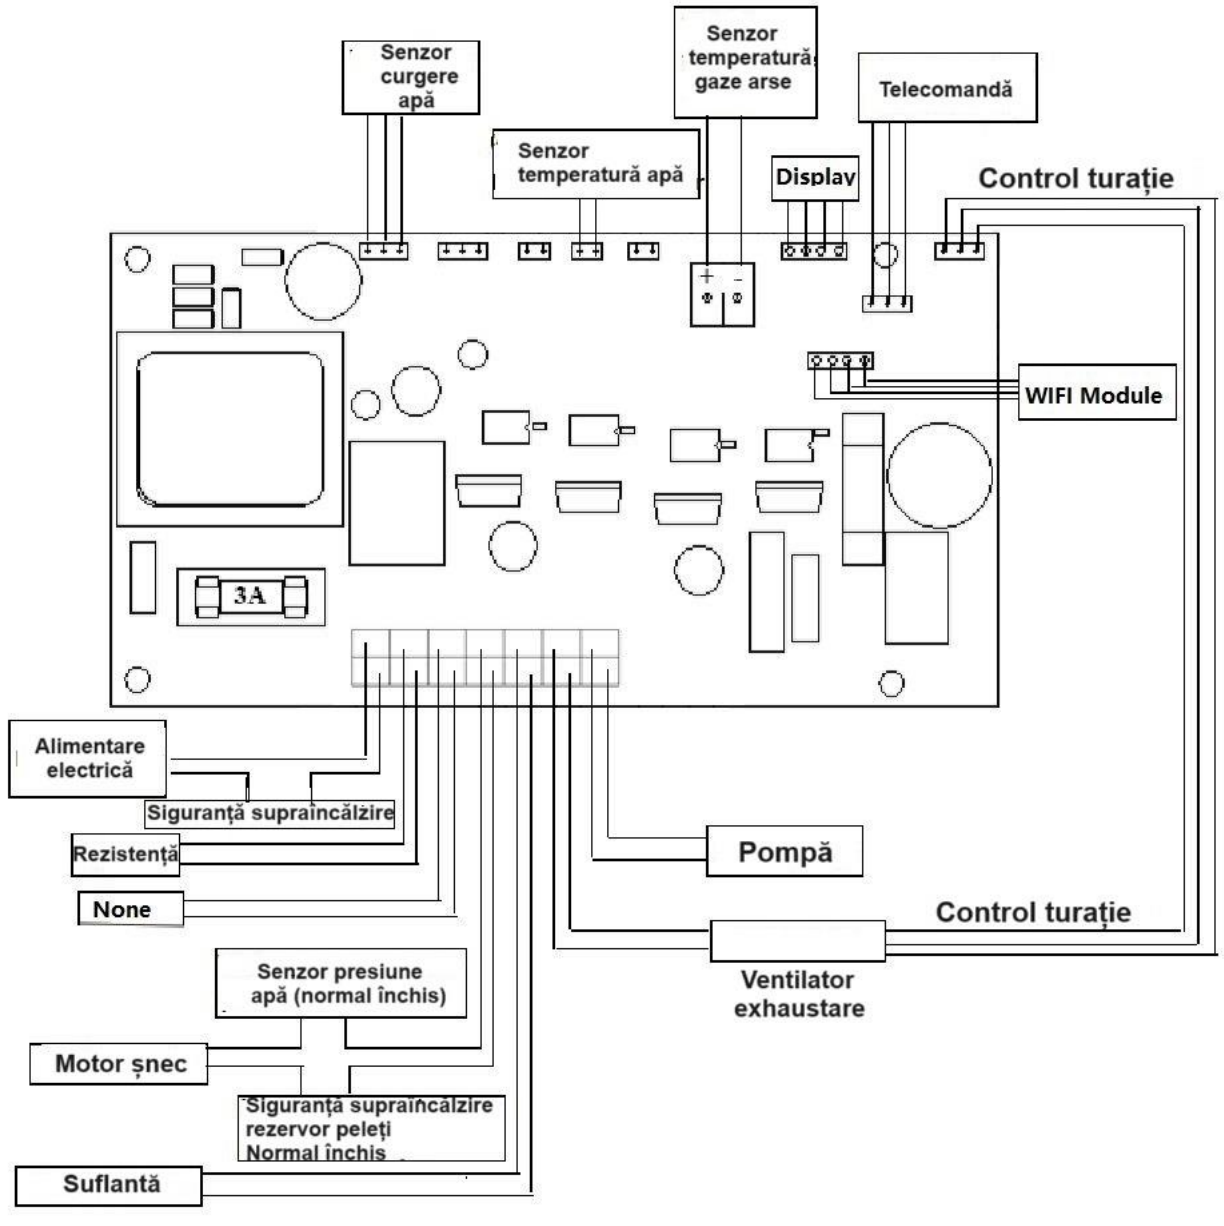 Senzor
curgere
apă
Senzor
temperatură
gaze arse
Telecomandă
Senzor
temperatură apă
Display
Control turație
+ -
WIFI Module
3A
Alimentare
electrică
Siguranță supraîncălzire
Rezistență
None
Pompă
Control turație
Ventilator
exhaustare
Senzor presiune
apă (normal închis)
Motor șnec
Siguranță supraîncălzire
rezervor peleți
Normal închis
Suflantă